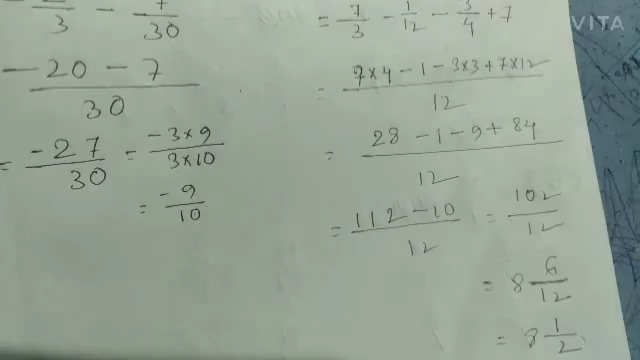 -2/3 - 7/30
(-20 - 7)/30
= -27/30 = (-3×9)/(3×10)
= -9/10
= 7/3 - 1/12 - 3/4 + 7
= (7×4 - 1 - 3×3 + 7×12)/12
= (28 - 1 - 9 + 84)/12
= (112 - 10)/12 = 102/12
= 8 6/12
= 8 1/2
VITA